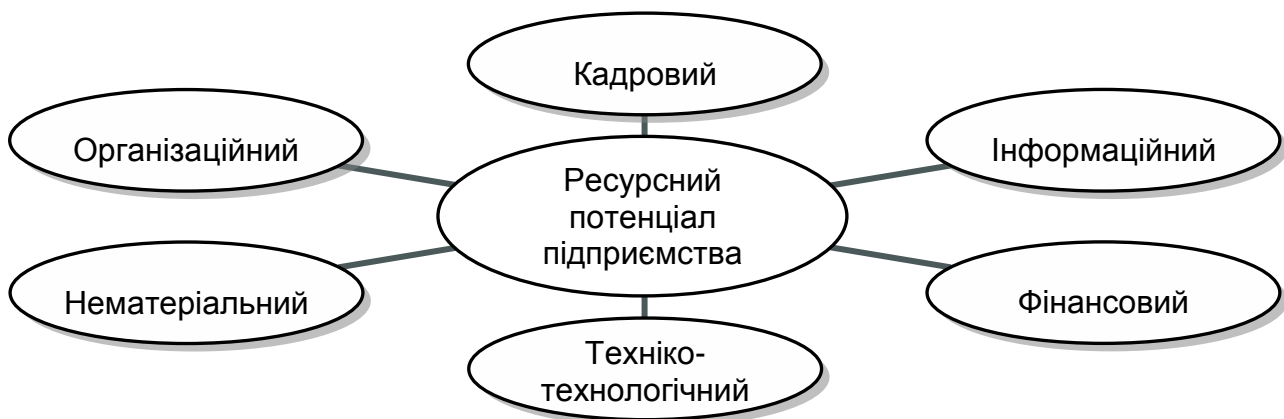 Кадровий
Організаційний
Інформаційний
Ресурсний
потенціал
підприємства
Нематеріальний
Фінансовий
Техніко-
технологічний